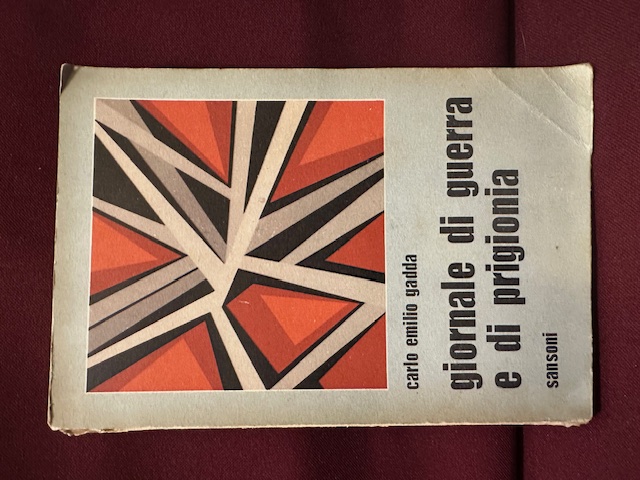 carlo emilio gadda
giornale di guerra
e di prigionia
sansoni